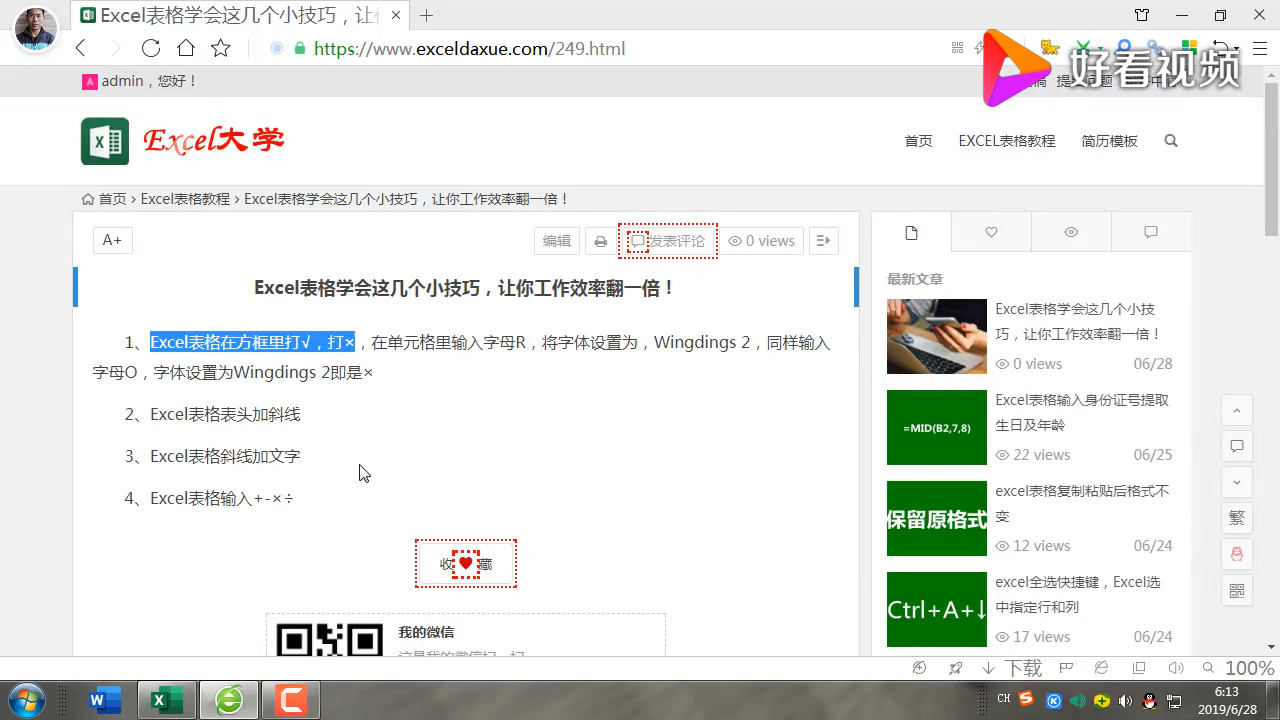 Excel表格学会这几个小技巧，让
https://www.exceldaxue.com/249.html
好看视频
admin，您好！
Excel大学
首页 EXCEL表格教程 简历模板
首页 › Excel表格教程 › Excel表格学会这几个小技巧，让你工作效率翻一倍！
A+ 编辑 发表评论 0 views
Excel表格学会这几个小技巧，让你工作效率翻一倍！
1、Excel表格在方框里打√，打×，在单元格里输入字母R，将字体设置为，Wingdings 2，同样输入
字母O，字体设置为Wingdings 2即是×
2、Excel表格表头加斜线
3、Excel表格斜线加文字
4、Excel表格输入+-×÷
收藏
我的微信
最新文章
Excel表格学会这几个小技
巧，让你工作效率翻一倍！
0 views 06/28
=MID(B2,7,8)
Excel表格输入身份证号提取
生日及年龄
22 views 06/25
保留原格式
excel表格复制粘贴后格式不
变
12 views 06/24
Ctrl+A+↓
excel全选快捷键，Excel选
中指定行和列
17 views 06/24
繁
下载 100%
CH
6:13
2019/6/28